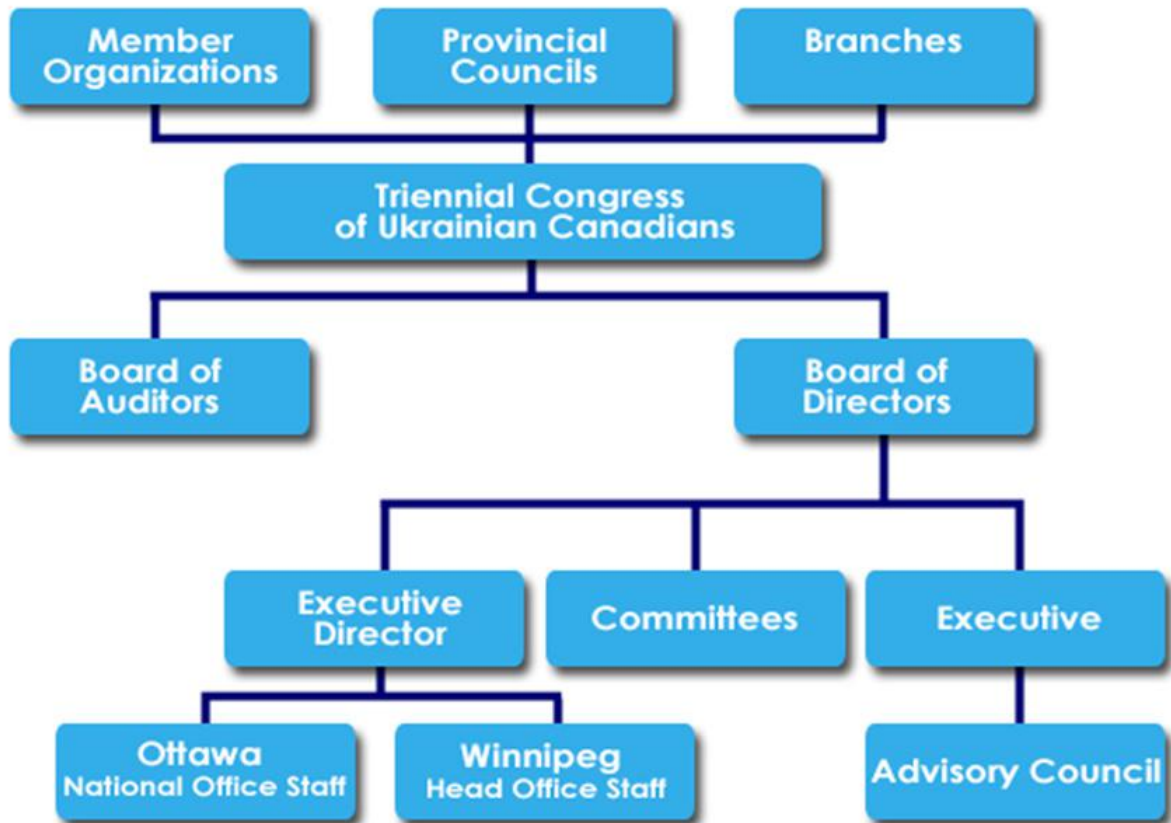 Member
Organizations
Provincial
Councils
Branches
Triennial Congress
of Ukrainian Canadians
Board of
Auditors
Board of
Directors
Executive
Director
Committees
Executive
Ottawa
National Office Staff
Winnipeg
Head Office Staff
Advisory Council